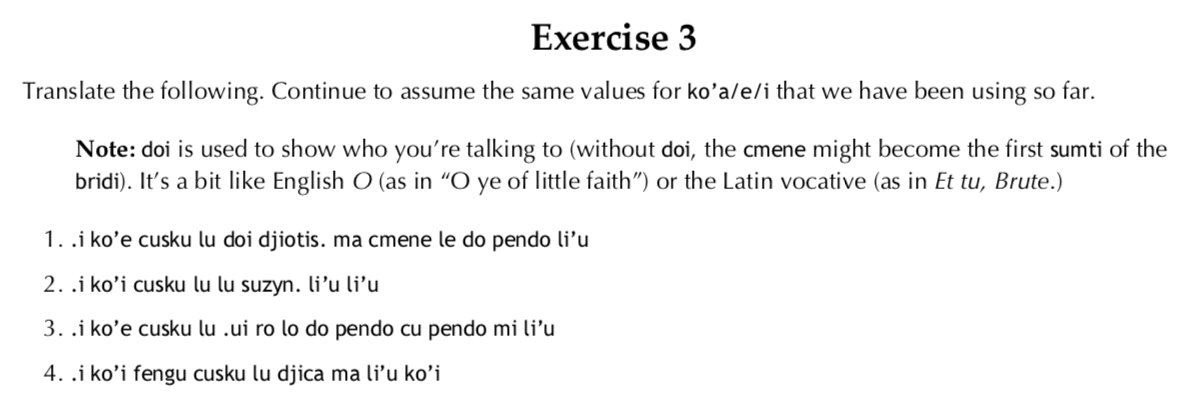 Exercise 3
Translate the following. Continue to assume the same values for ko’a/e/i that we have been using so far.
Note: doi is used to show who you’re talking to (without doi, the cmene might become the first sumti of the
bridi). It’s a bit like English O (as in “O ye of little faith”) or the Latin vocative (as in Et tu, Brute.)
1. .i ko’e cusku lu doi djiotis. ma cmene le do pendo li’u
2. .i ko’i cusku lu lu suzyn. li’u li’u
3. .i ko’e cusku lu .ui ro lo do pendo cu pendo mi li’u
4. .i ko’i fengu cusku lu djica ma li’u ko’i